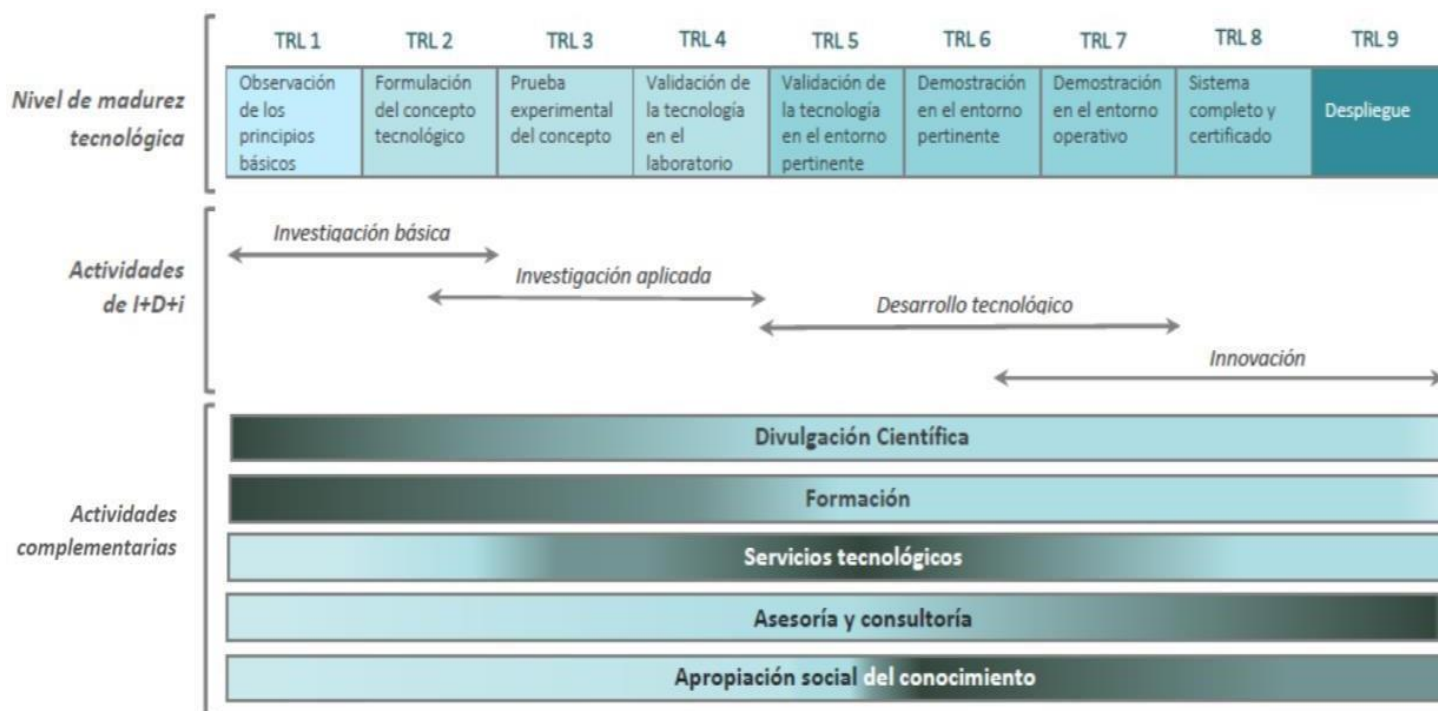 TRL 1 TRL 2 TRL 3 TRL 4 TRL 5 TRL 6 TRL 7 TRL 8 TRL 9
Nivel de madurez
tecnológica
Observación
de los
principios
básicos
Formulación
del concepto
tecnológico
Prueba
experimental
del concepto
Validación de
la tecnología
en el
laboratorio
Validación de
la tecnología
en el entorno
pertinente
Demostración
en el entorno
pertinente
Demostración
en el entorno
operativo
Sistema
completo y
certificado
Despliegue
Actividades
de I+D+i
Investigación básica
Investigación aplicada
Desarrollo tecnológico
Innovación
Actividades
complementarias
Divulgación Científica
Formación
Servicios tecnológicos
Asesoría y consultoría
Apropiación social del conocimiento